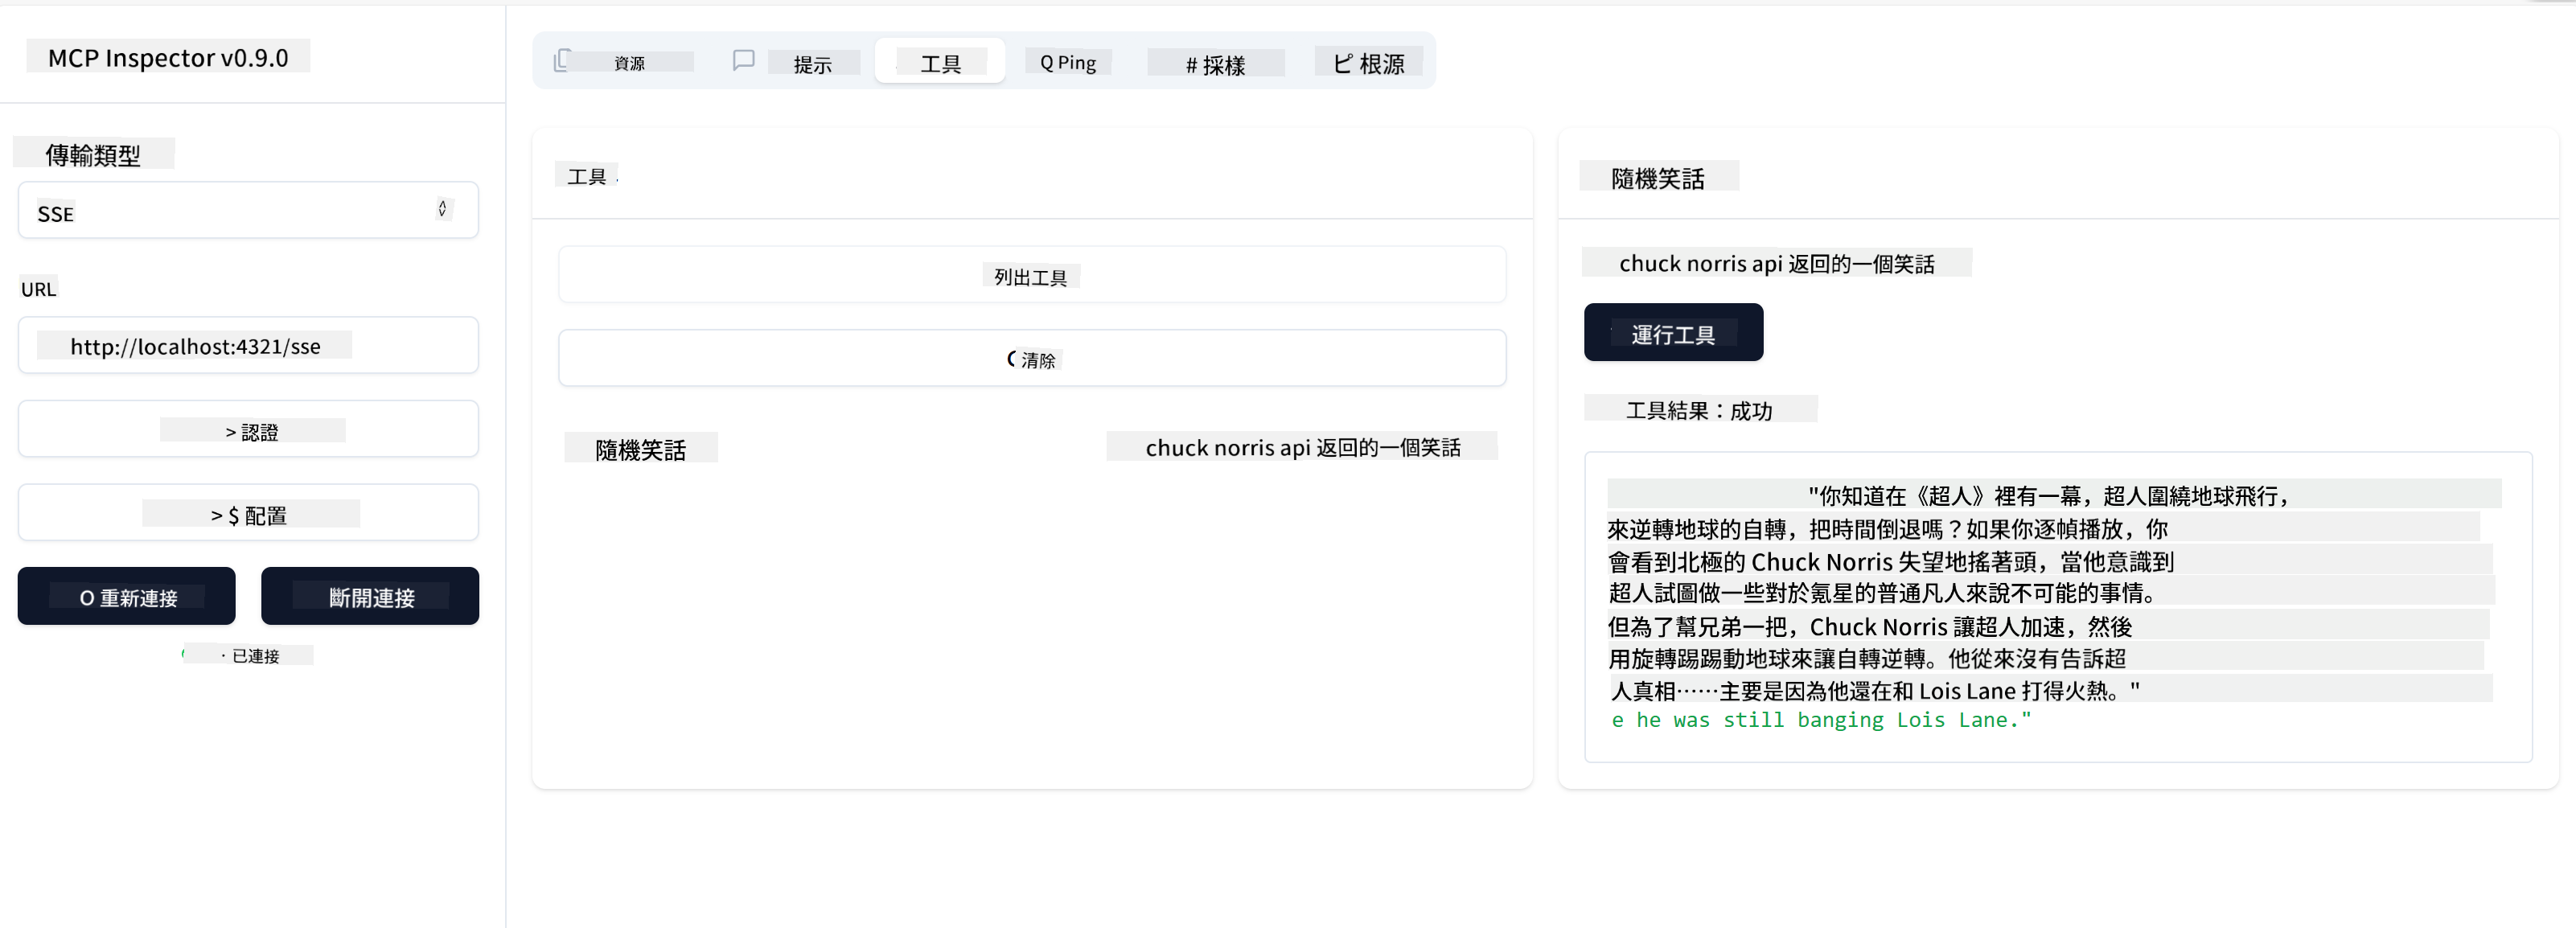 MCP Inspector v0.9.0
傳輸類型
SSE
URL
http://localhost:4321/sse
> 認證
> $ 配置
O 重新連接
斷開連接
· 已連接
資源
提示
工具
Q Ping
# 採樣
ピ 根源
工具
列出工具
清除
隨機笑話
chuck norris api 返回的一個笑話
隨機笑話
chuck norris api 返回的一個笑話
運行工具
工具結果：成功
"你知道在《超人》裡有一幕，超人圍繞地球飛行，
來逆轉地球的自轉，把時間倒退嗎？如果你逐幀播放，你
會看到北極的 Chuck Norris 失望地搖著頭，當他意識到
超人試圖做一些對於氪星的普通凡人來說不可能的事情。
但為了幫兄弟一把，Chuck Norris 讓超人加速，然後
用旋轉踢踢動地球來讓自轉逆轉。他從來沒有告訴超
人真相……主要是因為他還在和 Lois Lane 打得火熱。"
e he was still banging Lois Lane."